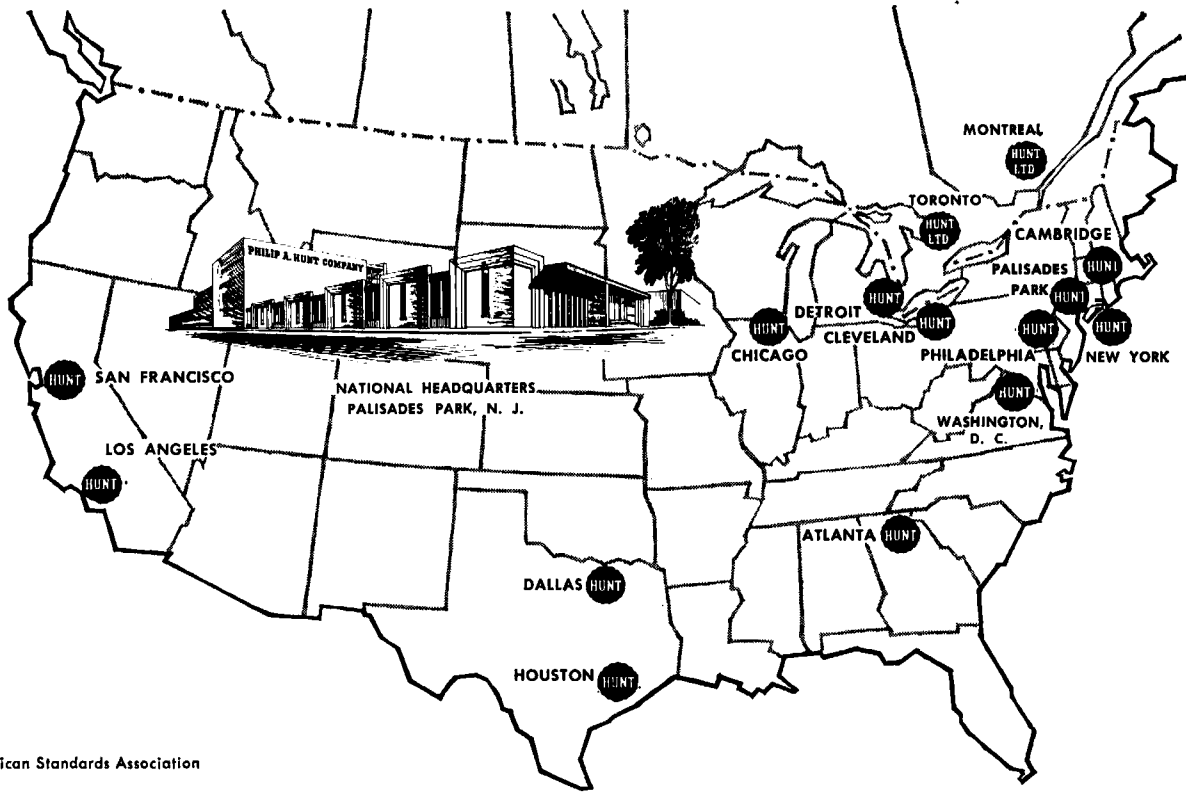 MONTREAL
HUNT
LTD
TORONTO
HUNT
LTD
CAMBRIDGE
HUNT
PALISADES
PARK
HUNT
PHILIP A. HUNT COMPANY
DETROIT
HUNT
CLEVELAND
HUNT
CHICAGO
HUNT
PHILADELPHIA
HUNT
NEW YORK
HUNT
SAN FRANCISCO
HUNT
NATIONAL HEADQUARTERS
PALISADES PARK, N. J.
WASHINGTON,
D. C.
HUNT
LOS ANGELES
HUNT
ATLANTA
HUNT
DALLAS
HUNT
HOUSTON
HUNT
ican Standards Association